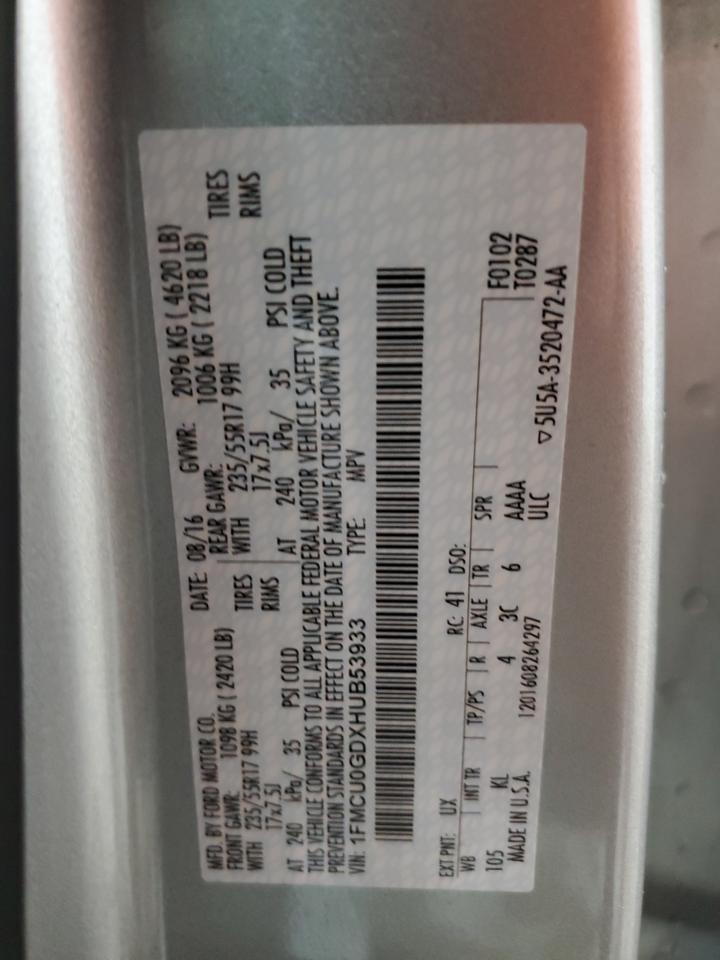 MFD. BY FORD MOTOR CO.
DATE: 08/16 GVWR: 2096 KG ( 4620 LB)
FRONT GAWR: 1098 KG ( 2420 LB)
REAR GAWR: 1006 KG ( 2218 LB)
WITH 235/55R17 99H TIRES
WITH 235/55R17 99H TIRES
17x7.5J RIMS
17x7.5J RIMS
AT 240 kPa/ 35 PSI COLD
AT 240 kPa/ 35 PSI COLD
THIS VEHICLE CONFORMS TO ALL APPLICABLE FEDERAL MOTOR VEHICLE SAFETY AND THEFT
PREVENTION STANDARDS IN EFFECT ON THE DATE OF MANUFACTURE SHOWN ABOVE.
VIN: 1FMCU0GDXHUB53933 TYPE: MPV
EXT PNT: UX RC: 41 DSO:
WB INT TR TP/PS R AXLE TR SPR F0102
105 KL 4 3C 6 AAAA T0287
MADE IN U.S.A. 1201608264297 ULC
▽5U5A-3520472-AA